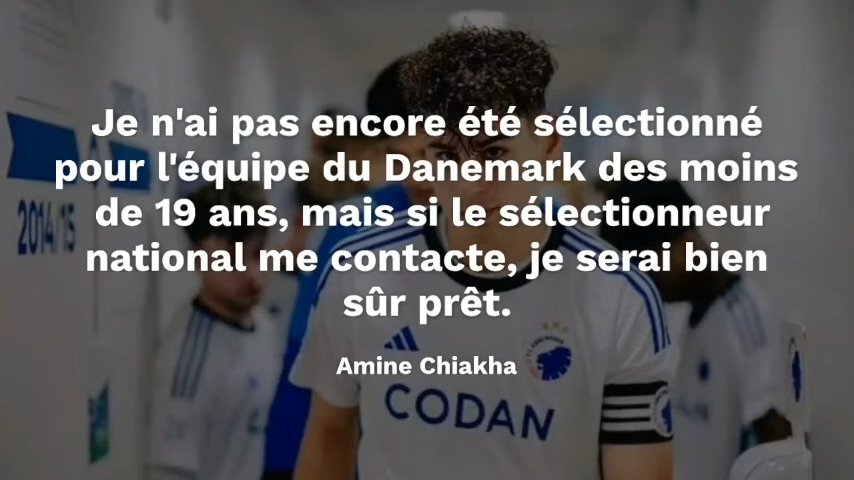 Je n'ai pas encore été sélectionné
pour l'équipe du Danemark des moins
de 19 ans, mais si le sélectionneur
national me contacte, je serai bien
sûr prêt.
Amine Chiakha
2014/15
CODAN